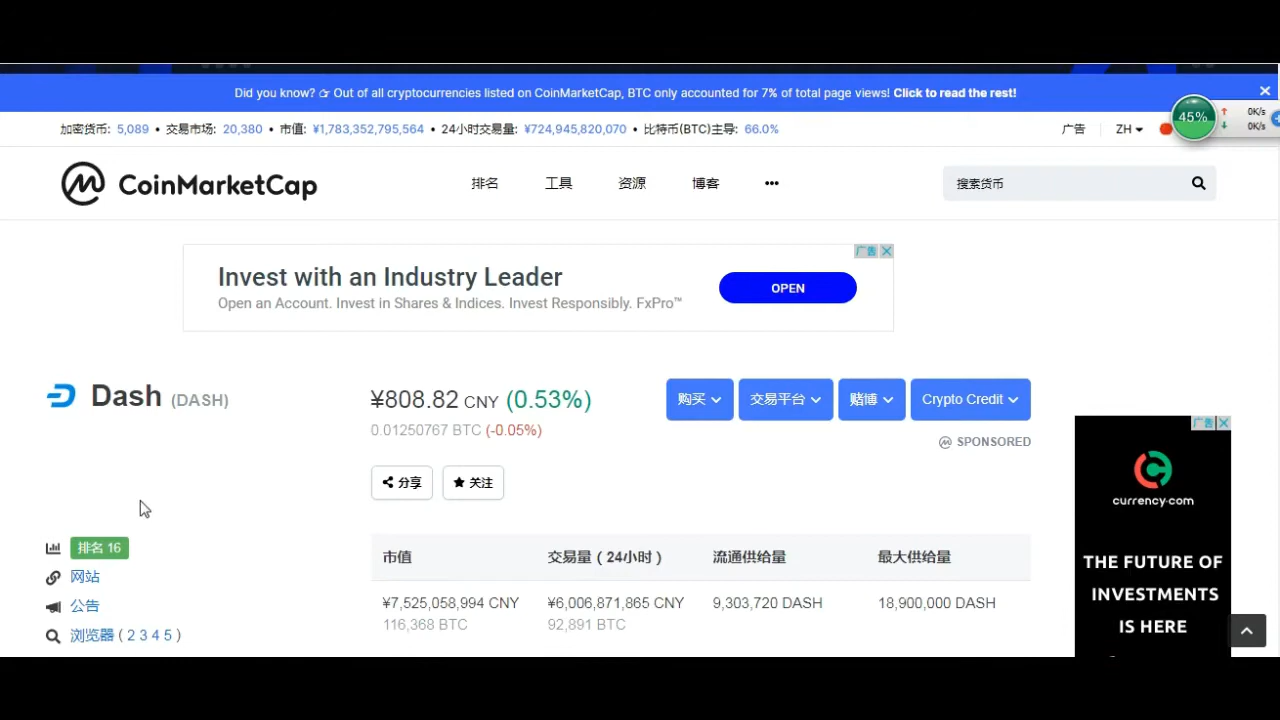 Did you know? 👉 Out of all cryptocurrencies listed on CoinMarketCap, BTC only accounted for 7% of total page views! Click to read the rest!
加密货币: 5,089 • 交易市场: 20,380 • 市值: ¥1,783,352,795,564 • 24小时交易量: ¥724,945,820,070 • 比特币(BTC)主导: 66.0%
广告
ZH
45%
0K/s
0K/s
CoinMarketCap
排名
工具
资源
博客
•••
搜索货币
广告
Invest with an Industry Leader
Open an Account. Invest in Shares & Indices. Invest Responsibly. FxPro™
OPEN
Dash (DASH)
¥808.82 CNY (0.53%)
0.01250767 BTC (-0.05%)
购买
交易平台
赌博
Crypto Credit
SPONSORED
分享
关注
广告
currency.com
THE FUTURE OF
INVESTMENTS
IS HERE
排名 16
网站
公告
浏览器 ( 2 3 4 5 )
市值 交易量 ( 24小时 ) 流通供给量 最大供给量
¥7,525,058,994 CNY ¥6,006,871,865 CNY 9,303,720 DASH 18,900,000 DASH
116,368 BTC 92,891 BTC